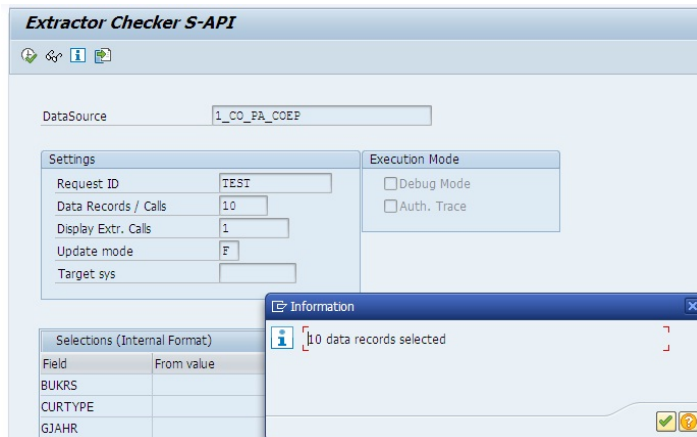 Extractor Checker S-API
DataSource 1_CO_PA_COEP
Settings
Request ID TEST
Data Records / Calls 10
Display Extr. Calls 1
Update mode F
Target sys
Execution Mode
Debug Mode
Auth. Trace
Information
10 data records selected
Selections (Internal Format)
Field From value
BUKRS
CURTYPE
GJAHR